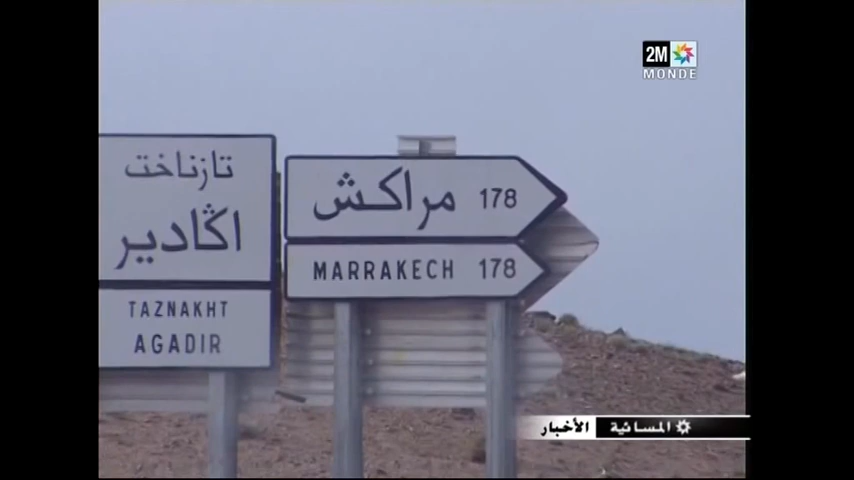 2M
MONDE
تازناخت
اڭادير
TAZNAKHT
AGADIR
مراكش 178
MARRAKECH 178
الأخبار المسائية